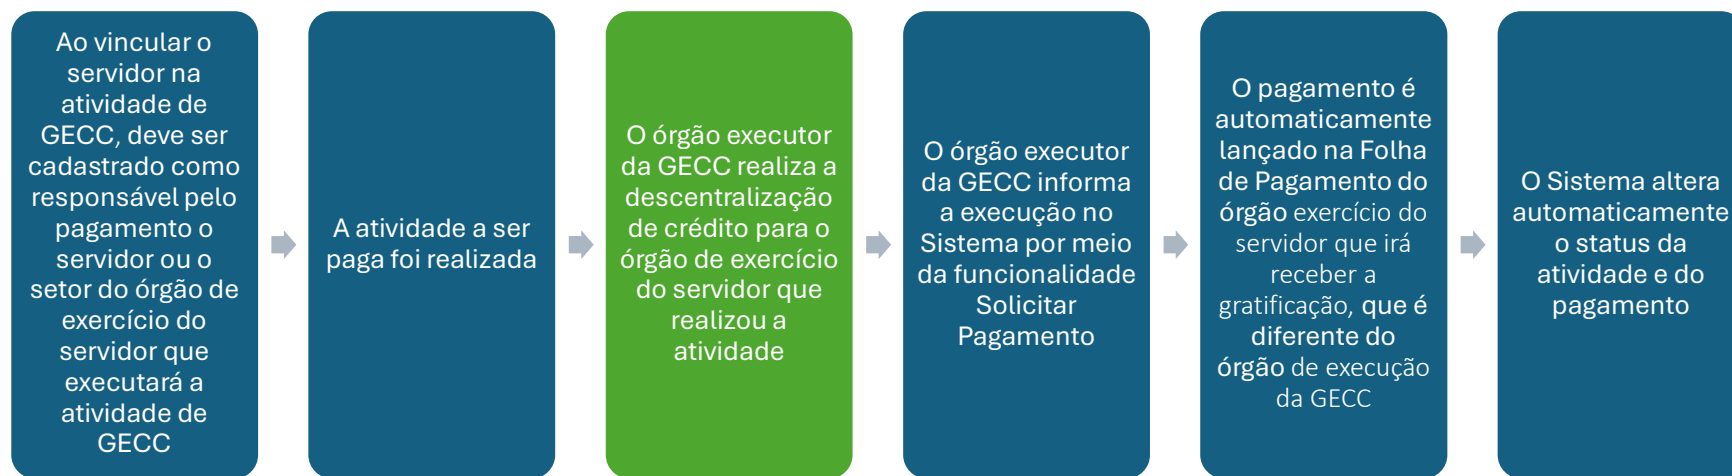 Ao vincular o
servidor na
atividade de
GECC, deve ser
cadastrado como
responsável pelo
pagamento o
servidor ou o
setor do órgão de
exercício do
servidor que
executará a
atividade de
GECC
A atividade a ser
paga foi realizada
O órgão executor
da GECC realiza a
descentralização
de crédito para o
órgão de exercício
do servidor que
realizou a
atividade
O órgão executor
da GECC informa
a execução no
Sistema por meio
da funcionalidade
Solicitar
Pagamento
O pagamento é
automaticamente
lançado na Folha
de Pagamento do
órgão exercício do
servidor que irá
receber a
gratificação, que é
diferente do
órgão de execução
da GECC
O Sistema altera
automaticamente
o status da
atividade e do
pagamento